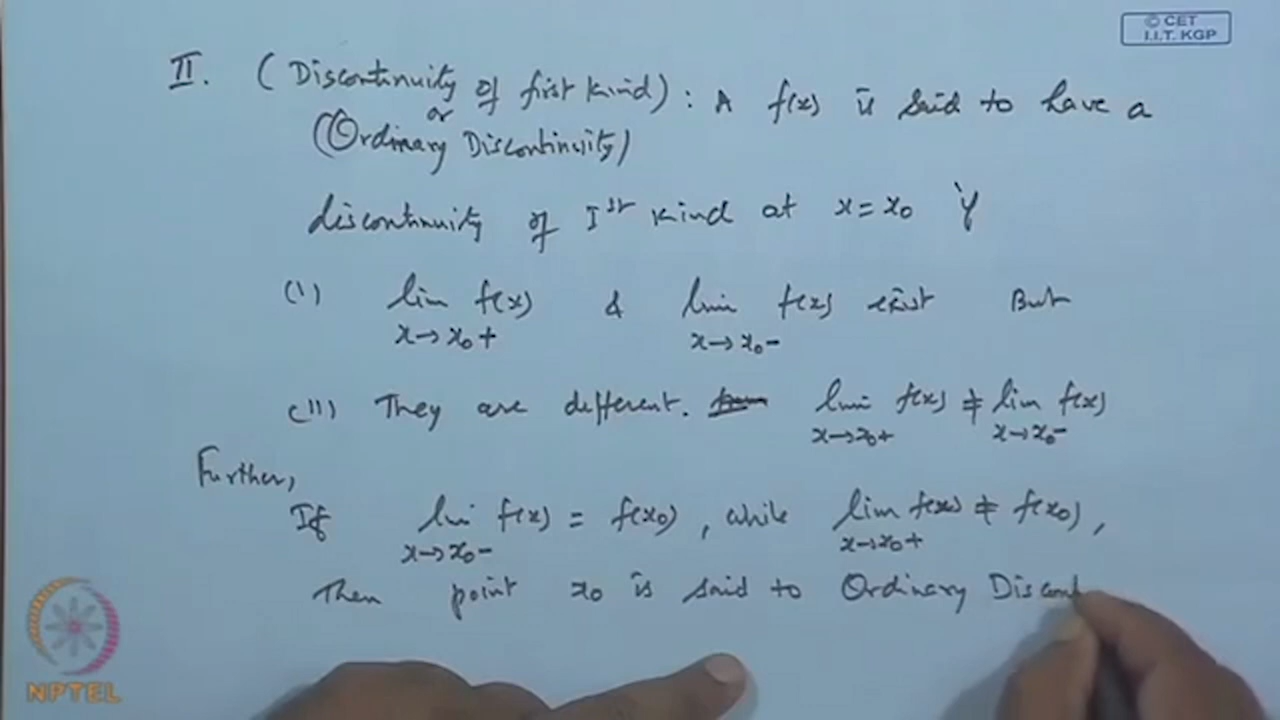 © CET
I.I.T. KGP
II. (Discontinuity of first kind) : A f(x) is said to have a
or
(Ordinary Discontinuity)
discontinuity of Ist kind at x = x0 if
(i) lim f(x) & lim f(x) exist But
x→x0+ x→x0-
(ii) They are different. lim f(x) ≠ lim f(x)
x→x0+ x→x0-
Further,
If lim f(x) = f(x0), while lim f(x) ≠ f(x0),
x→x0- x→x0+
Then point x0 is said to Ordinary Discont
NPTEL